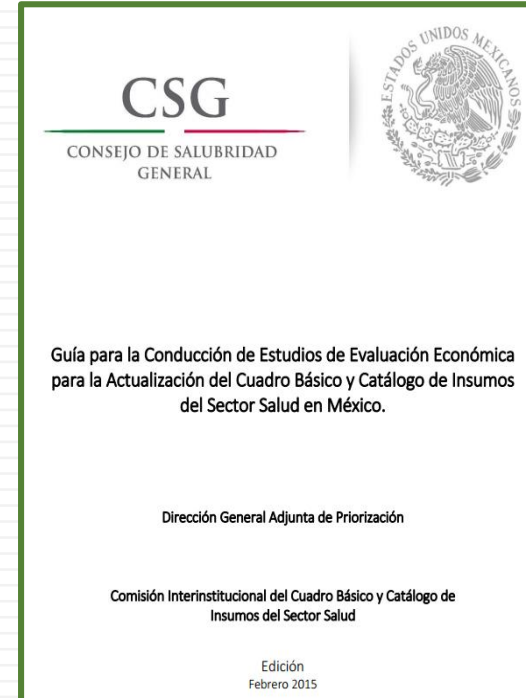 CSG
CONSEJO DE SALUBRIDAD
GENERAL
ESTADOS UNIDOS MEXICANOS
Guía para la Conducción de Estudios de Evaluación Económica
para la Actualización del Cuadro Básico y Catálogo de Insumos
del Sector Salud en México.
Dirección General Adjunta de Priorización
Comisión Interinstitucional del Cuadro Básico y Catálogo de
Insumos del Sector Salud
Edición
Febrero 2015